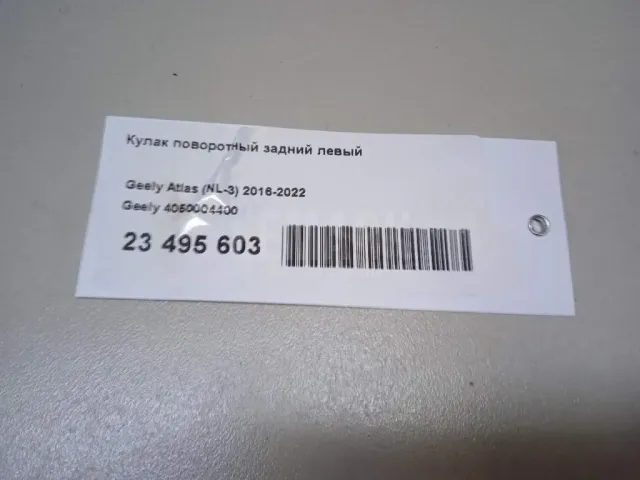 Кулак поворотный задний левый
Geely Atlas (NL-3) 2016-2022
Geely 4050004400
23 495 603